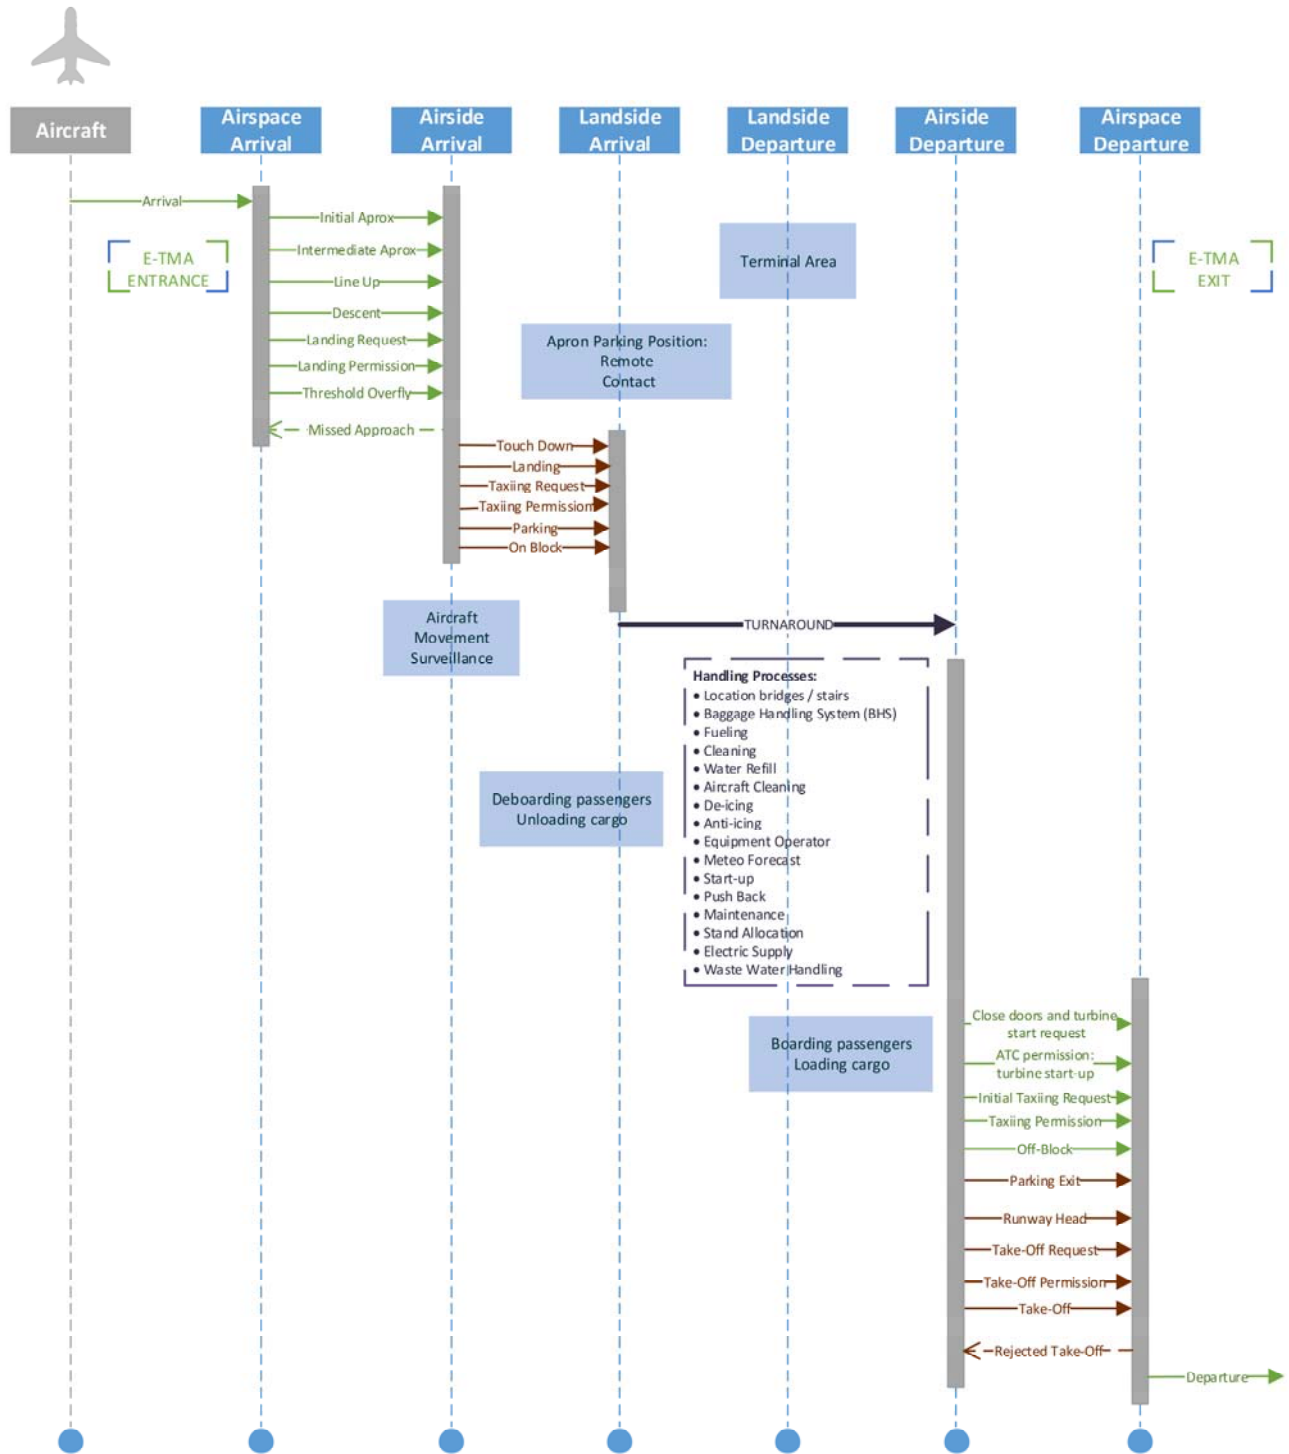 Aircraft
Airspace
Arrival
Airside
Arrival
Landside
Arrival
Landside
Departure
Airside
Departure
Airspace
Departure
Arrival
Initial Aprox
Intermediate Aprox
Line Up
Descent
Landing Request
Landing Permission
Threshold Overfly
Missed Approach
E-TMA
ENTRANCE
Terminal Area
E-TMA
EXIT
Apron Parking Position:
Remote
Contact
Touch Down
Landing
Taxiing Request
Taxiing Permission
Parking
On Block
Aircraft
Movement
Surveillance
TURNAROUND
Handling Processes:
• Location bridges / stairs
• Baggage Handling System (BHS)
• Fueling
• Cleaning
• Water Refill
• Aircraft Cleaning
• De-icing
• Anti-icing
• Equipment Operator
• Meteo Forecast
• Start-up
• Push Back
• Maintenance
• Stand Allocation
• Electric Supply
• Waste Water Handling
Deboarding passengers
Unloading cargo
Boarding passengers
Loading cargo
Close doors and turbine
start request
ATC permission:
turbine start-up
Initial Taxiing Request
Taxiing Permission
Off-Block
Parking Exit
Runway Head
Take-Off Request
Take-Off Permission
Take-Off
Rejected Take-Off
Departure